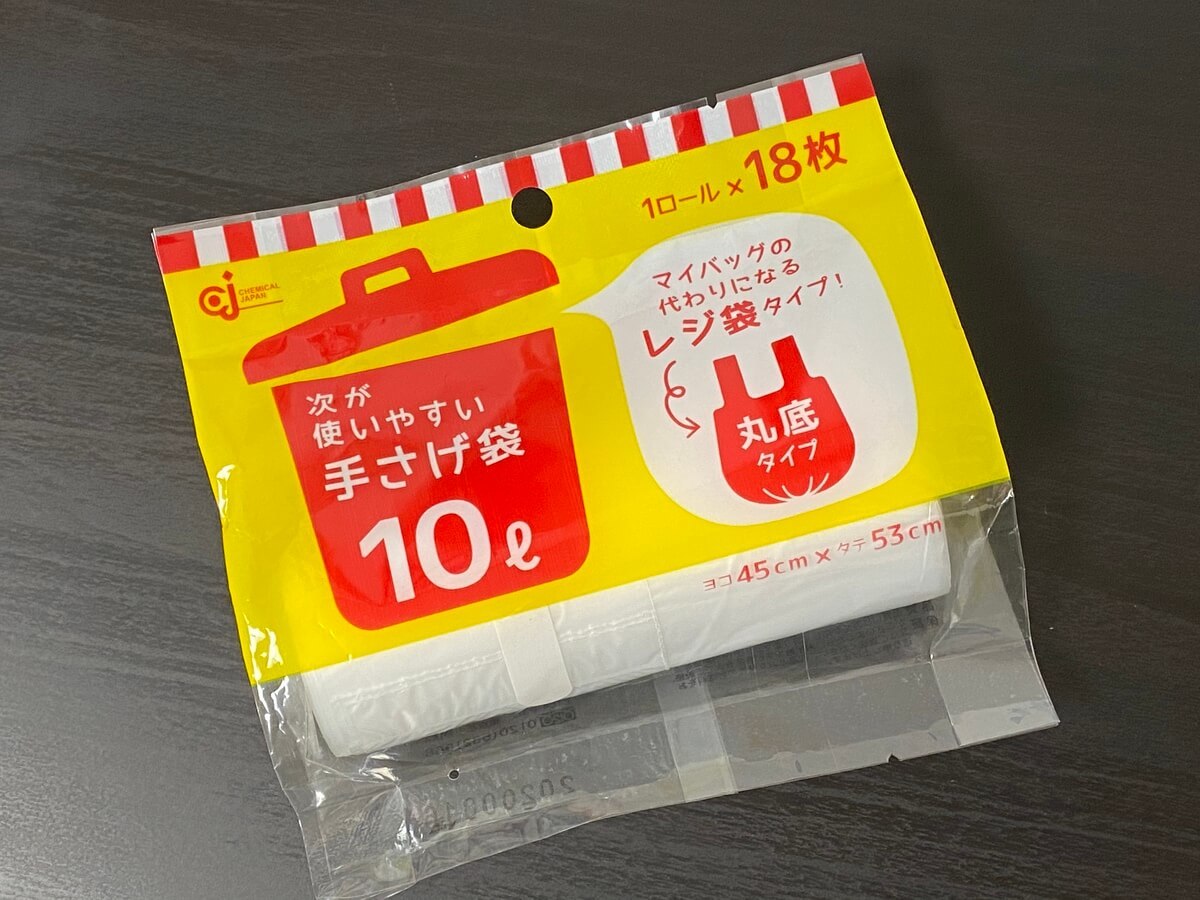 1ロール×18枚
CHEMICAL
JAPAN
マイバッグの
代わりになる
レジ袋タイプ!
次が
使いやすい
手さげ袋
10ℓ
丸底
タイプ
ヨコ45cm×タテ53cm